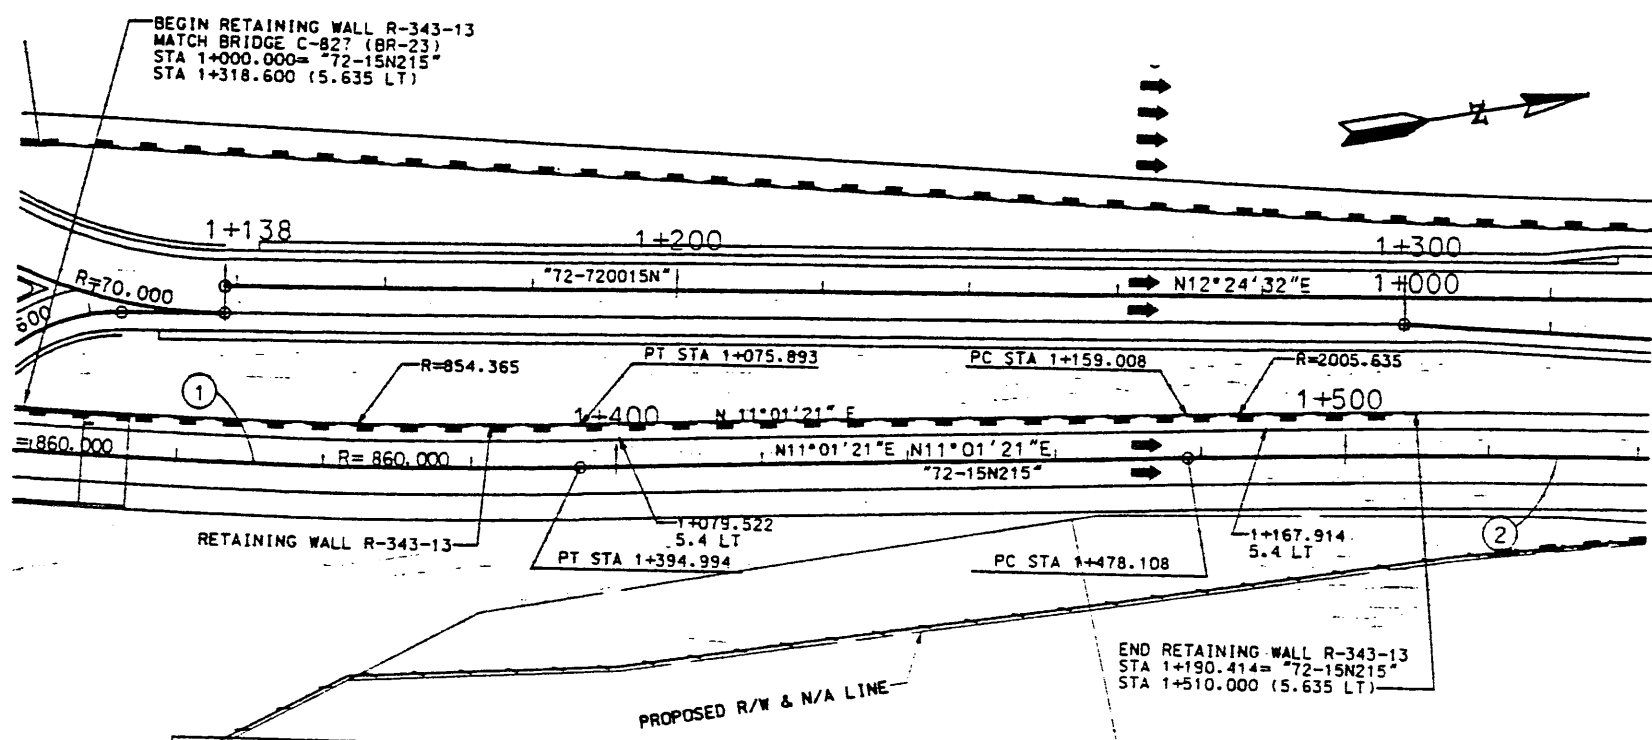 BEGIN RETAINING WALL R-343-13
MATCH BRIDGE C-827 (BR-23)
STA 1+000.000= "72-15N215"
STA 1+318.600 (5.635 LT)
N
1+138
1+200
1+300
R=70.000
"72-720015N"
N12°24'32"E
1+000
600
R=854.365
PT STA 1+075.893
PC STA 1+159.008
R=2005.635
1
1+400
N 11°01'21" E
1+500
=860.000
R= 860.000
N11°01'21"E
N11°01'21"E
"72-15N215"
RETAINING WALL R-343-13
1+079.522
5.4 LT
PT STA 1+394.994
PC STA 1+478.108
1+167.914
5.4 LT
2
PROPOSED R/W & N/A LINE
END RETAINING WALL R-343-13
STA 1+190.414= "72-15N215"
STA 1+510.000 (5.635 LT)